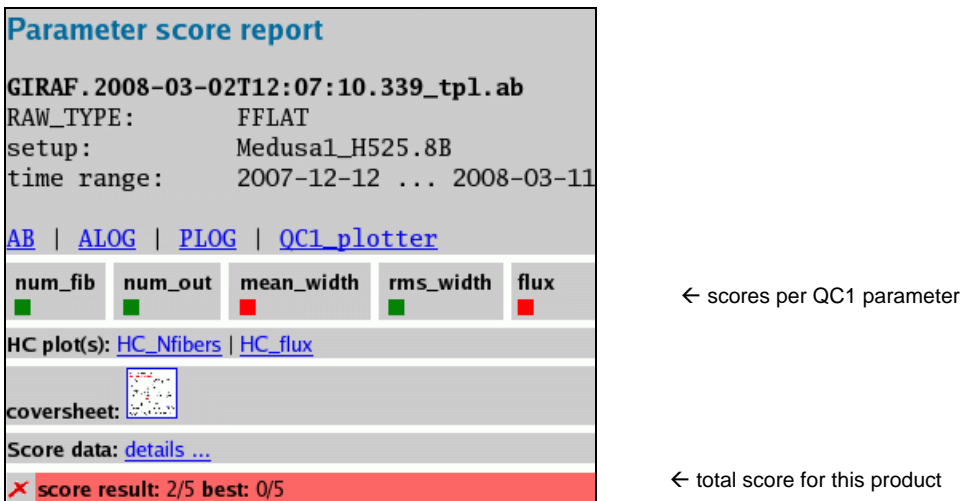 Parameter score report
GIRAF.2008-03-02T12:07:10.339_tpl.ab
RAW_TYPE: FFLAT
setup: Medusa1_H525.8B
time range: 2007-12-12 ... 2008-03-11
AB | ALOG | PLOG | QC1_plotter
num_fib num_out mean_width rms_width flux
← scores per QC1 parameter
HC plot(s): HC_Nfibers | HC_flux
coversheet:
Score data: details ...
score result: 2/5 best: 0/5
← total score for this product